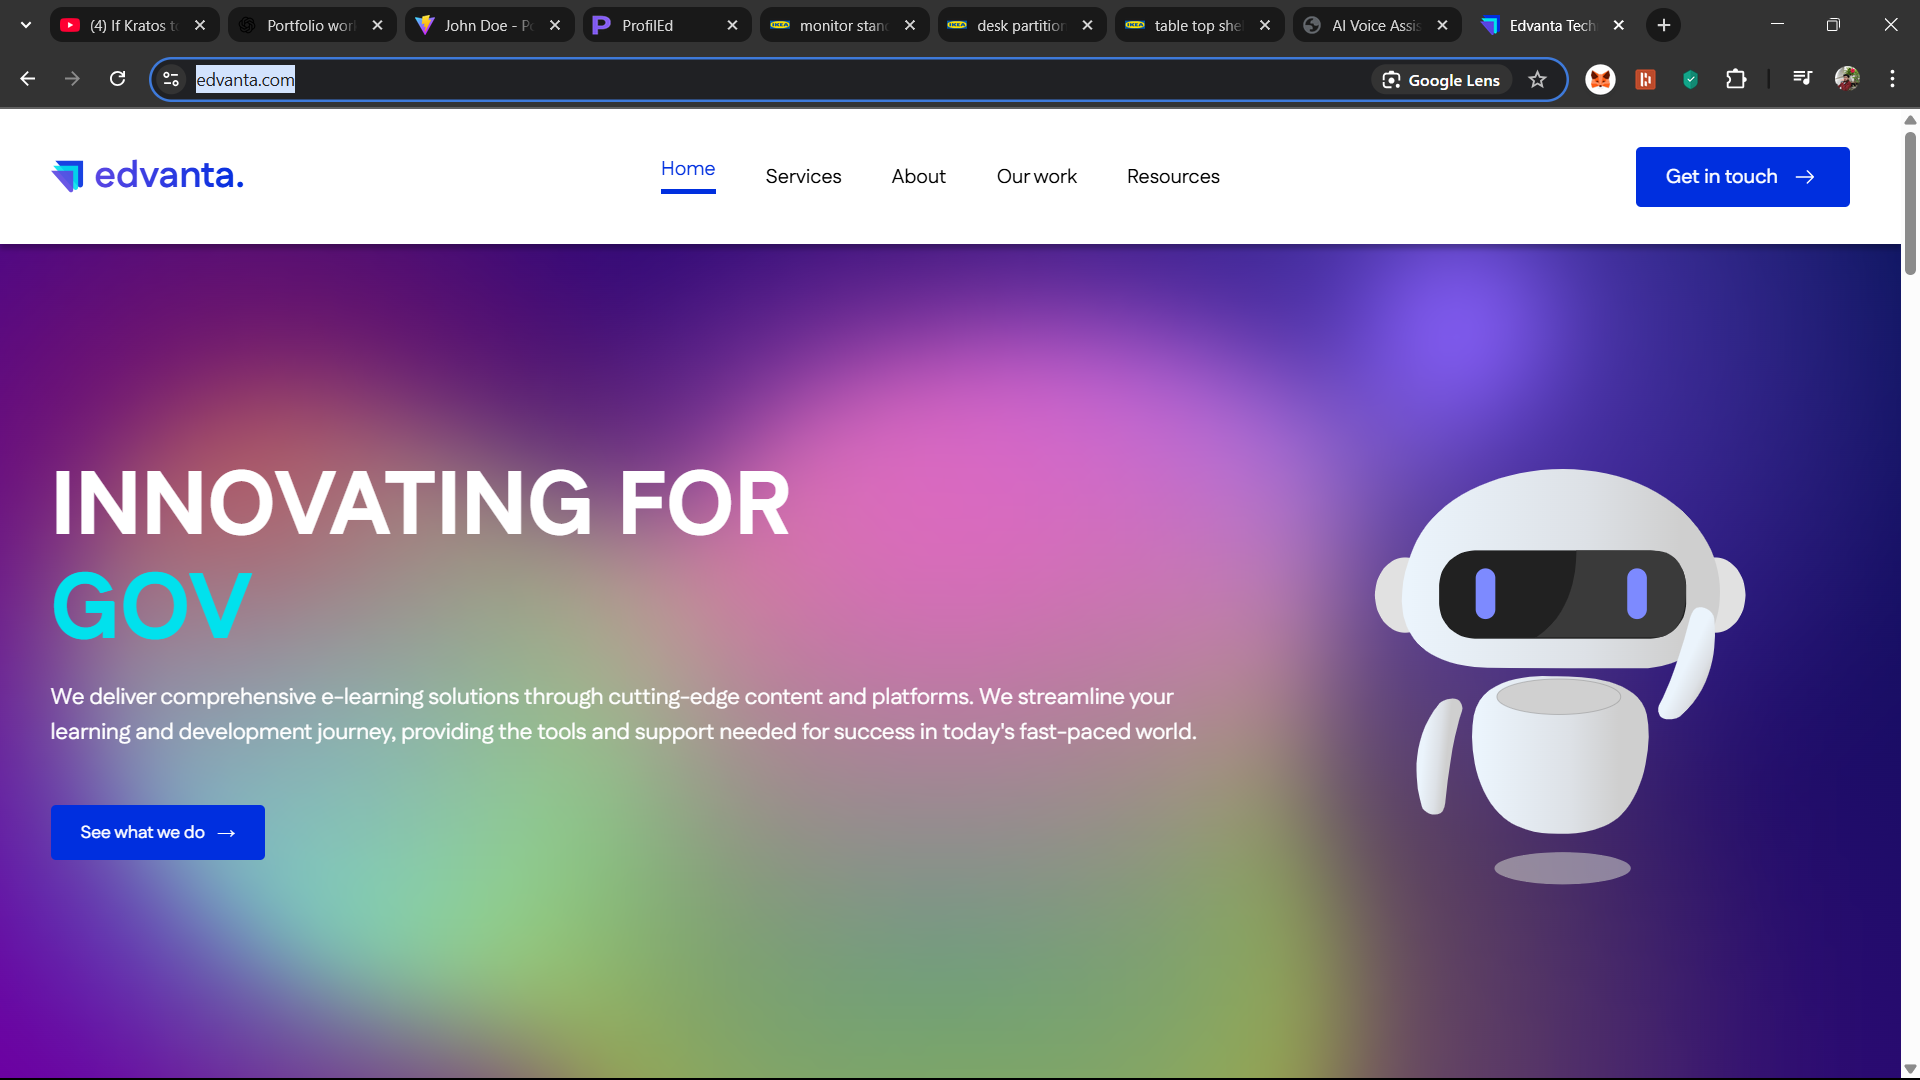 (4) If Kratos t
Portfolio wor
John Doe - P
ProfilEd
monitor stan
desk partition
table top she
AI Voice Assis
Edvanta Tech
edvanta.com
Google Lens
edvanta.
Home
Services
About
Our work
Resources
Get in touch →
INNOVATING FOR
GOV
We deliver comprehensive e-learning solutions through cutting-edge content and platforms. We streamline your
learning and development journey, providing the tools and support needed for success in today's fast-paced world.
See what we do →